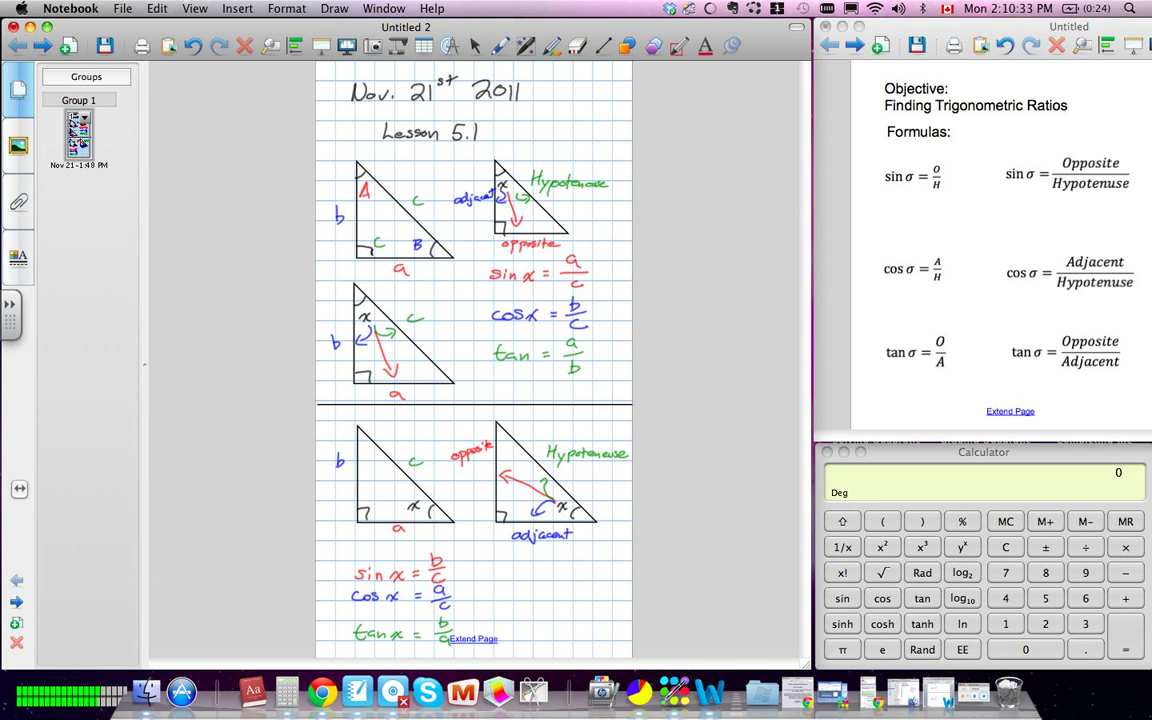 Notebook File Edit View Insert Format Draw Window Help
Mon 2:10:33 PM (0:24)
Untitled 2
Groups
Group 1
Nov 21-1:48 PM
Nov. 21st 2011
Lesson 5.1
A
b
c
C
B
a
x
adjacent
Hypotenuse
opposite
sin x = a/c
cos x = b/c
tan = a/b
x
b
c
a
b
c
x
a
opposite
Hypoteneuse
x
adjacent
sin x = b/c
cos x = a/c
tan x = b/a
Extend Page
Untitled
Objective:
Finding Trigonometric Ratios
Formulas:
sin σ = O/H
sin σ = Opposite/Hypotenuse
cos σ = A/H
cos σ = Adjacent/Hypotenuse
tan σ = O/A
tan σ = Opposite/Adjacent
Extend Page
Calculator
0
Deg
( ) % MC M+ M- MR
1/x x² x³ yˣ C ± ÷ ×
x! √ Rad log₂ 7 8 9 −
sin cos tan log₁₀ 4 5 6 +
sinh cosh tanh ln 1 2 3
π e Rand EE 0 . =